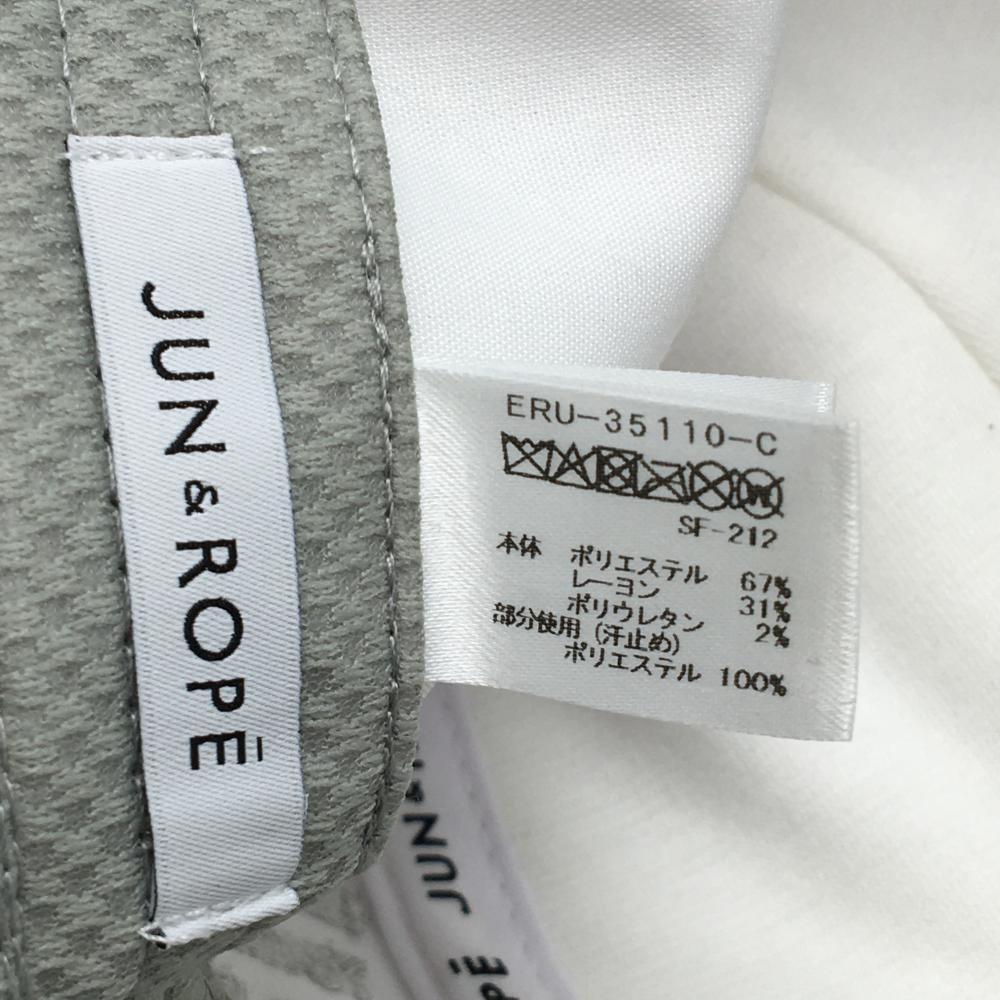 JUN & ROPÉ
ERU-35110-C
SF-212
本体 ポリエステル 67%
レーヨン 31%
ポリウレタン 2%
部分使用 (汗止め)
ポリエステル 100%
JUN &
PÉ